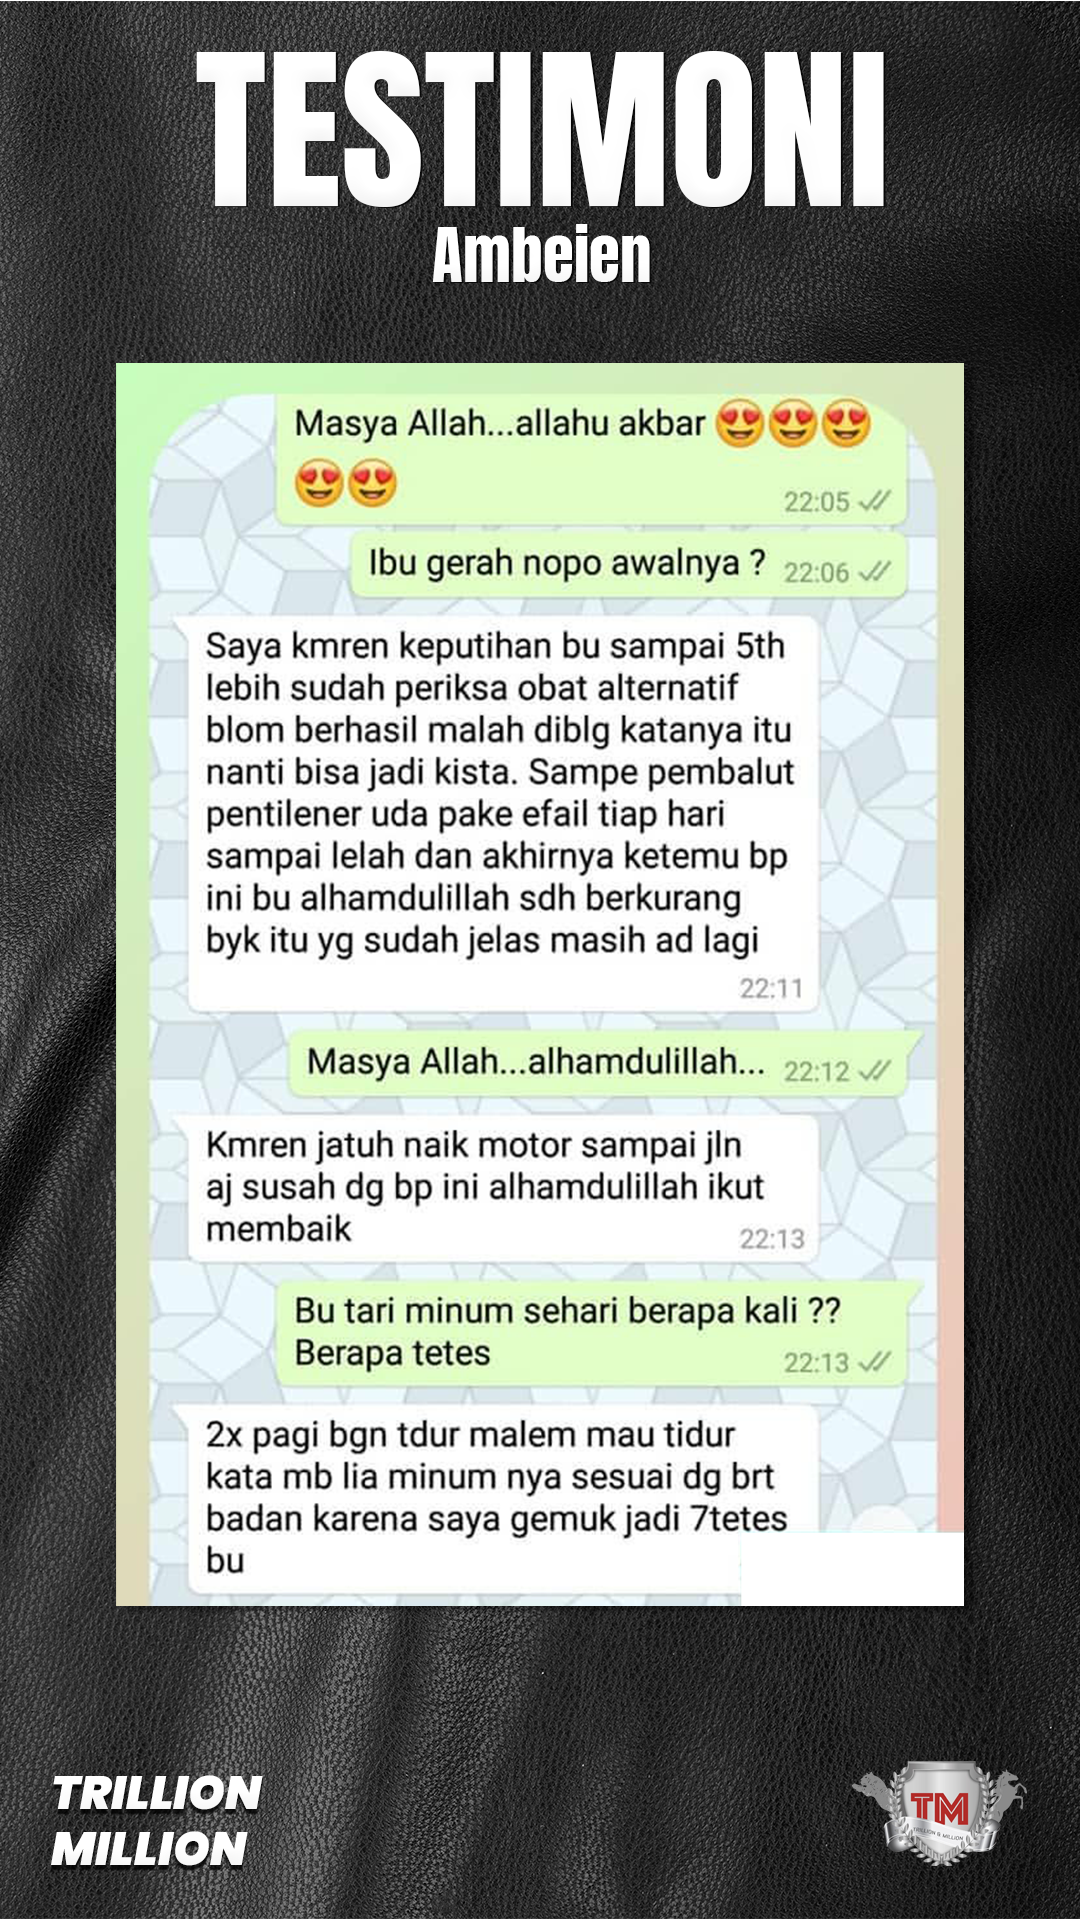 TESTIMONI
Ambeien
Masya Allah...allahu akbar 😍😍😍
😍😍
22:05
Ibu gerah nopo awalnya ? 22:06
Saya kmren keputihan bu sampai 5th
lebih sudah periksa obat alternatif
blom berhasil malah diblg katanya itu
nanti bisa jadi kista. Sampe pembalut
pentilener uda pake efail tiap hari
sampai lelah dan akhirnya ketemu bp
ini bu alhamdulillah sdh berkurang
byk itu yg sudah jelas masih ad lagi
22:11
Masya Allah...alhamdulillah... 22:12
Kmren jatuh naik motor sampai jln
aj susah dg bp ini alhamdulillah ikut
membaik 22:13
Bu tari minum sehari berapa kali ??
Berapa tetes 22:13
2x pagi bgn tdur malem mau tidur
kata mb lia minum nya sesuai dg brt
badan karena saya gemuk jadi 7tetes
bu
TRILLION
MILLION
TM
TRILLION & MILLION